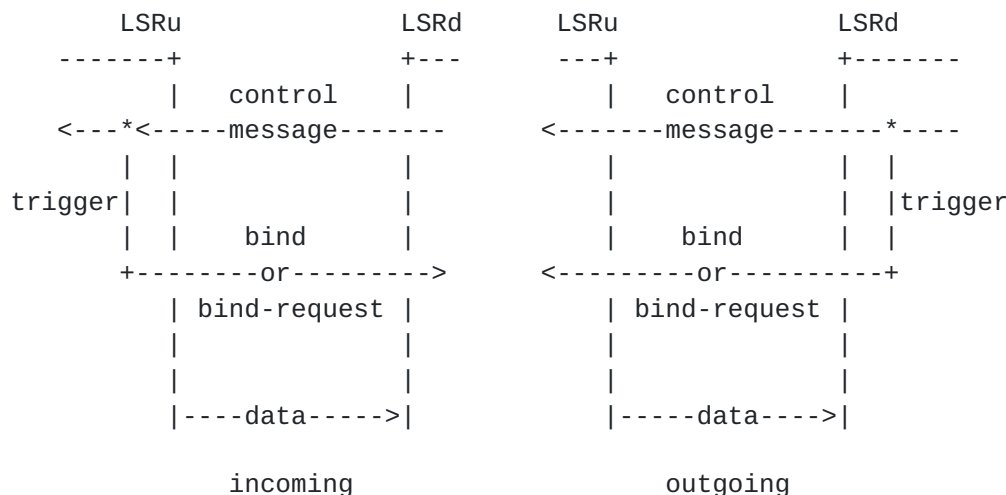 LSRu             LSRd       LSRu             LSRd
   -------+             +---      ---+             +-------
          |   control    |           |   control    |
   <---*<-----message-------      <-------message-------*----
       |  |              |           |              |  |
trigger|  |              |           |              |  |trigger
       |  |    bind      |           |    bind      |  |
       +--------or--------->      <---------or----------+
          | bind-request |           | bind-request |
          |              |           |              |
          |              |           |              |
          |----data----->|           |-----data---->|

             incoming                   outgoing